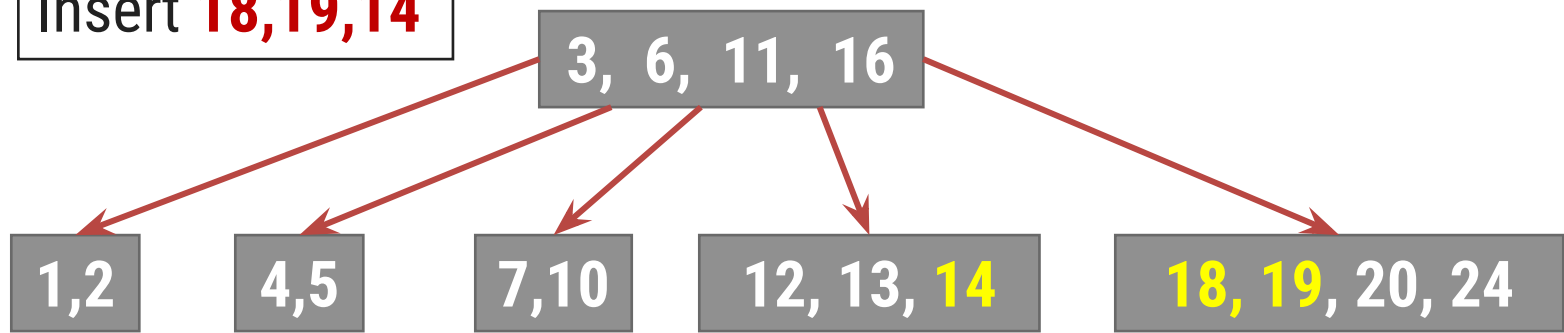 Insert 18,19,14
3, 6, 11, 16
1,2
4,5
7,10
12, 13, 14
18, 19, 20, 24